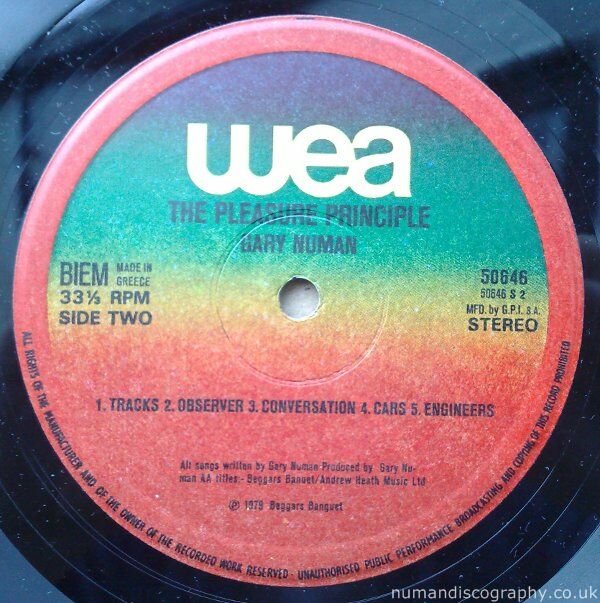 wea
THE PLEASURE PRINCIPLE
GARY NUMAN
BIEM MADE IN
GREECE
33⅓ RPM
SIDE TWO
50646
50646 S 2
MFD. by G.P.I. S.A.
STEREO
1. TRACKS 2. OBSERVER 3. CONVERSATION 4. CARS 5. ENGINEERS
All songs written by Gary Numan Produced by Gary Nu-
man AA titles:- Beggars Banuet/Andrew Heath Music Ltd
℗ 1979 Beggars Banquet
ALL RIGHTS OF THE MANUFACTURER AND OF THE OWNER OF THE RECORDED WORK RESERVED - UNAUTHORISED PUBLIC PERFORMANCE BROADCASTING AND COPYING OF THIS RECORD PROHIBITED
numandiscography.co.uk